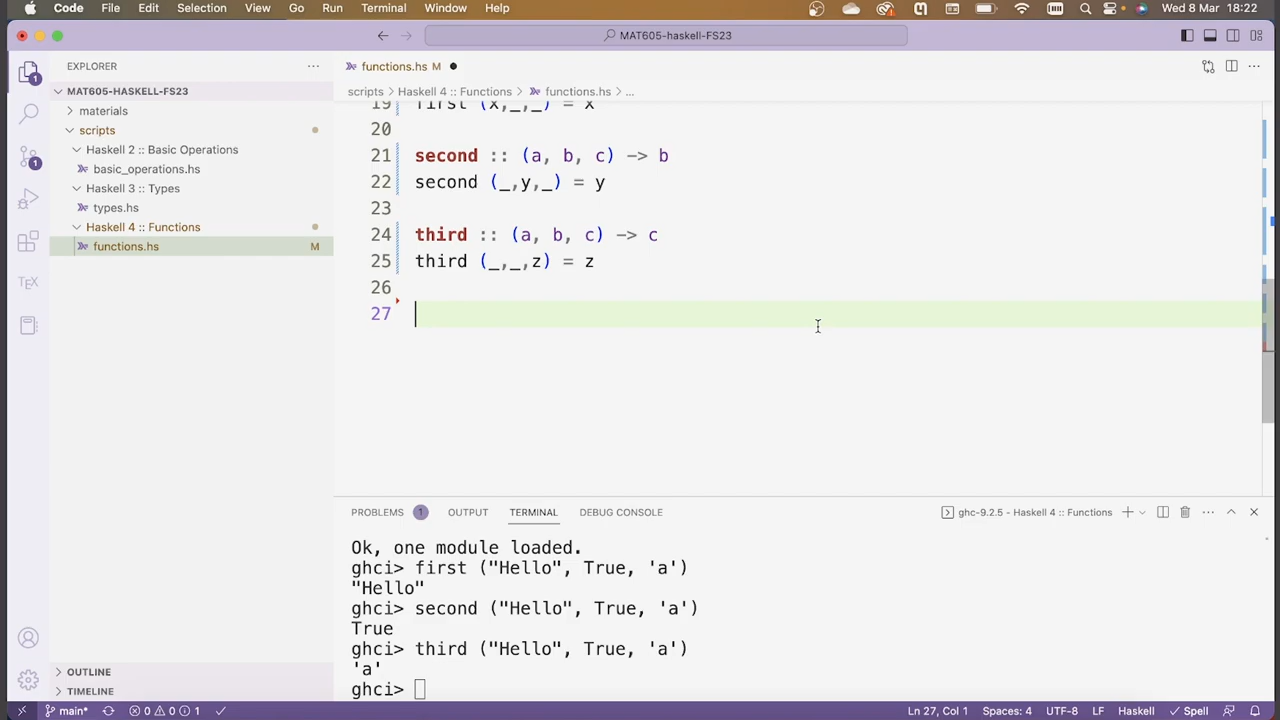 Code File Edit Selection View Go Run Terminal Window Help Wed 8 Mar 18:22
MAT605-haskell-FS23
EXPLORER
functions.hs M
MAT605-HASKELL-FS23
scripts > Haskell 4 :: Functions > functions.hs > ...
materials
scripts
Haskell 2 :: Basic Operations
basic_operations.hs
Haskell 3 :: Types
types.hs
Haskell 4 :: Functions
functions.hs M
19 first (x,_,_) = x
20
21 second :: (a, b, c) -> b
22 second (_,y,_) = y
23
24 third :: (a, b, c) -> c
25 third (_,_,z) = z
26
27
PROBLEMS 1 OUTPUT TERMINAL DEBUG CONSOLE ghc-9.2.5 - Haskell 4 :: Functions
Ok, one module loaded.
ghci> first ("Hello", True, 'a')
"Hello"
ghci> second ("Hello", True, 'a')
True
ghci> third ("Hello", True, 'a')
'a'
ghci>
OUTLINE
TIMELINE
main* 0 0 1 Ln 27, Col 1 Spaces: 4 UTF-8 LF Haskell Spell